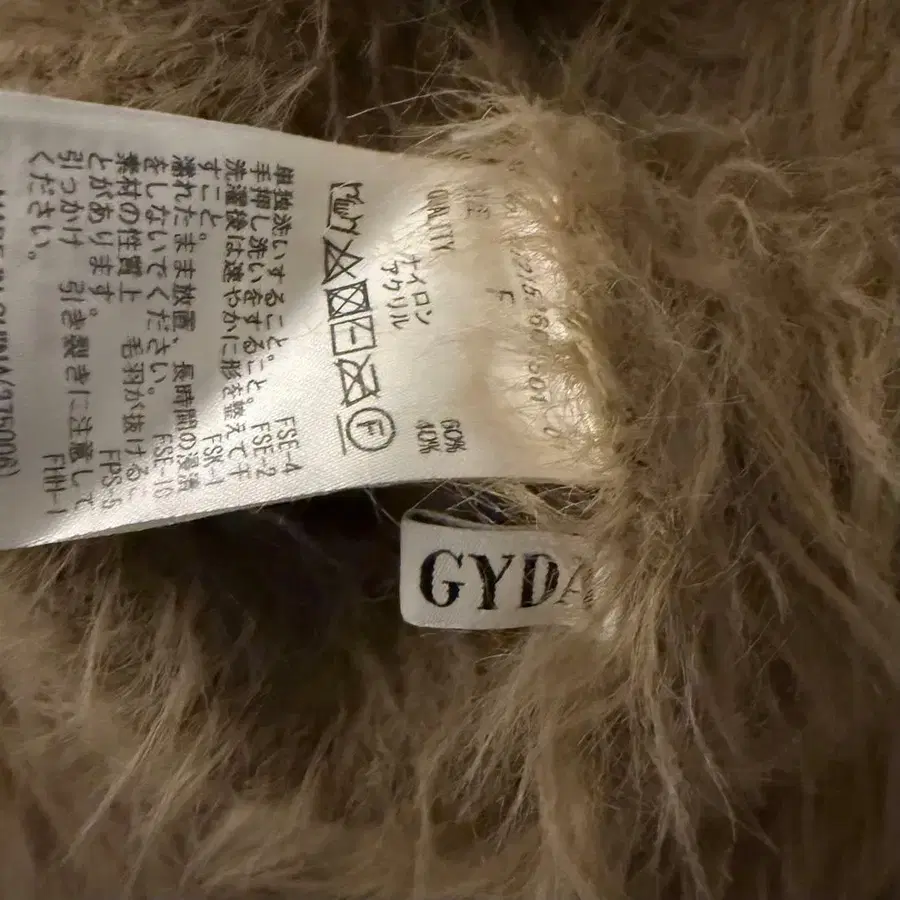 F
QUALITY
ナイロン 60%
アクリル 40%
F
単独洗いすること。 FSE-4
手押し洗いをすること。 FSE-2
洗濯後は速やかに形を整えて干
すこと。 FSK-1
濡れたまま放置、長時間の浸漬
をしないでください。 FSE-10
素材の性質上 毛羽が抜けるこ
とがあります FPS-5
引っかけ 引き裂きに注意して
ください。 FHH-1
GYDA